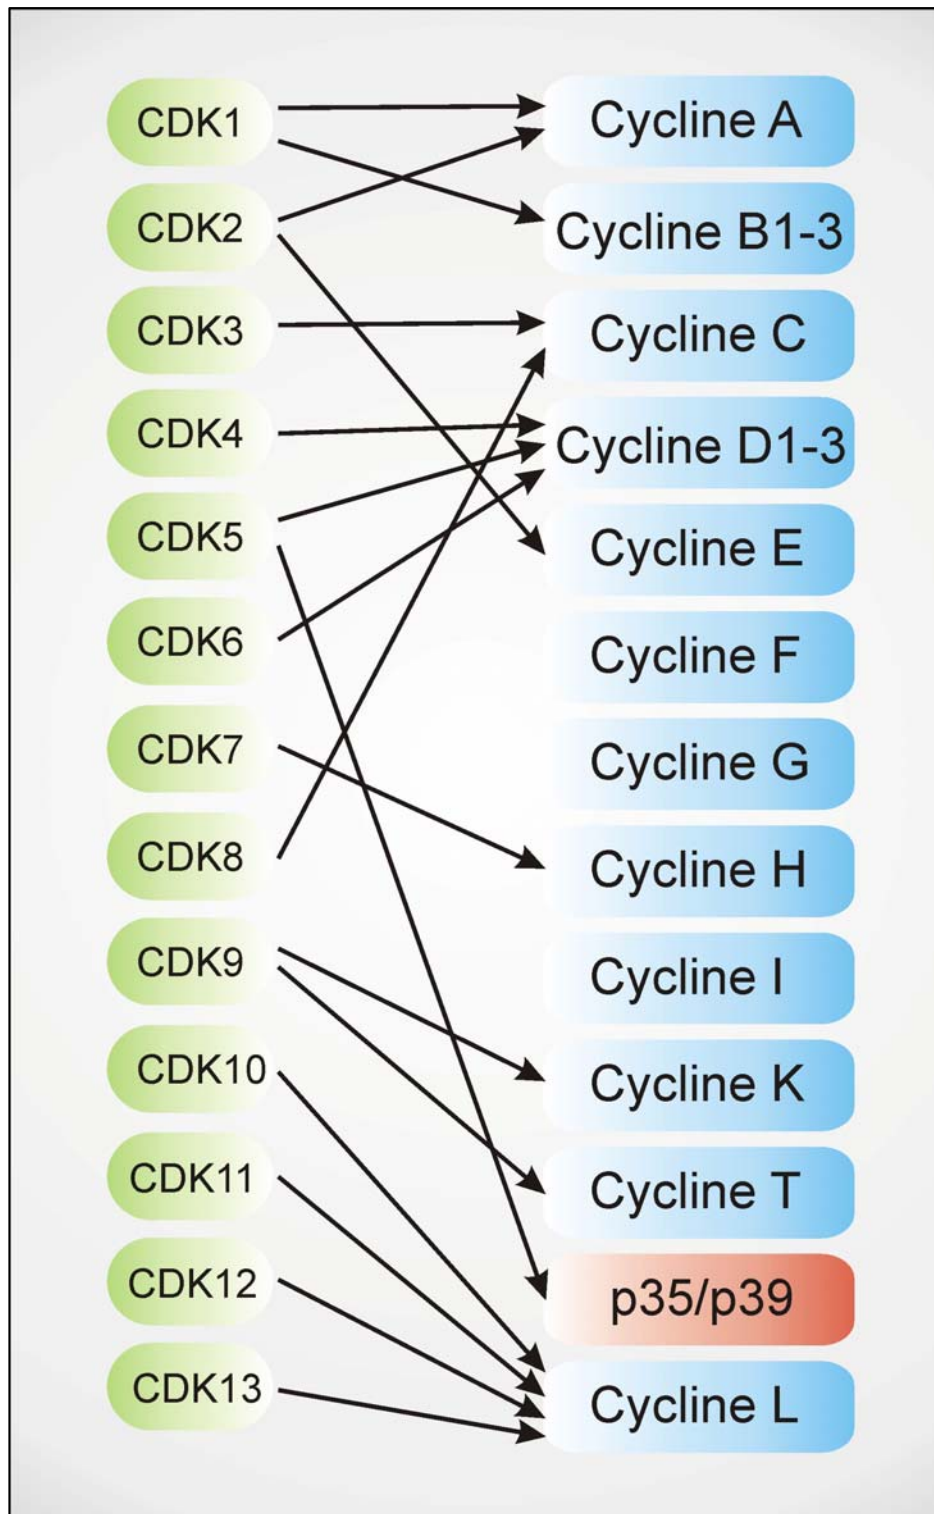 CDK1
Cycline A
CDK2
Cycline B1-3
CDK3
Cycline C
CDK4
Cycline D1-3
CDK5
Cycline E
CDK6
Cycline F
CDK7
Cycline G
CDK8
Cycline H
CDK9
Cycline I
CDK10
Cycline K
CDK11
Cycline T
CDK12
p35/p39
CDK13
Cycline L